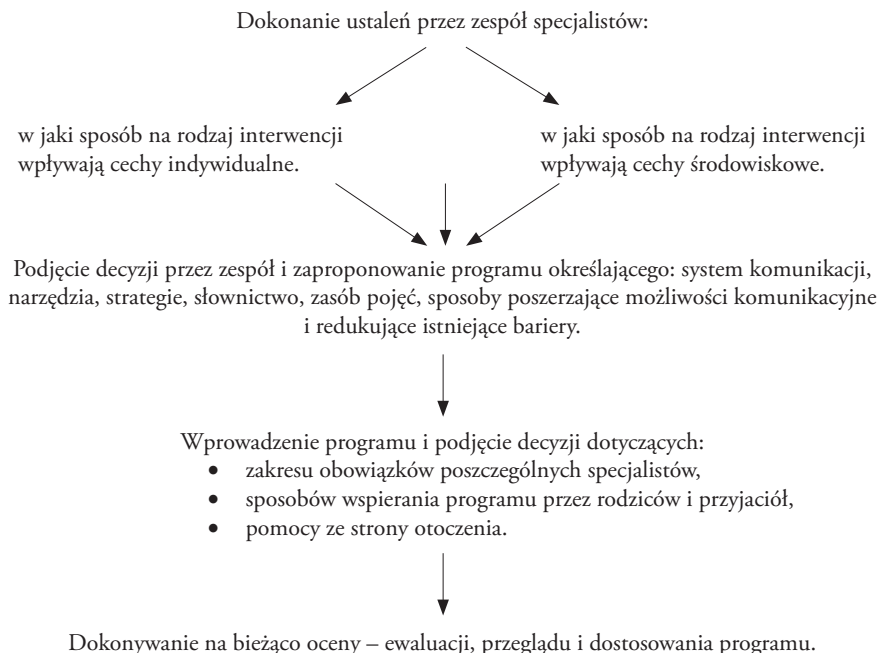 Dokonanie ustaleń przez zespół specjalistów:
w jaki sposób na rodzaj interwencji
wpływają cechy indywidualne.
w jaki sposób na rodzaj interwencji
wpływają cechy środowiskowe.
Podjęcie decyzji przez zespół i zaproponowanie programu określającego: system komunikacji,
narzędzia, strategie, słownictwo, zasób pojęć, sposoby poszerzające możliwości komunikacyjne
i redukujące istniejące bariery.
Wprowadzenie programu i podjęcie decyzji dotyczących:
• zakresu obowiązków poszczególnych specjalistów,
• sposobów wspierania programu przez rodziców i przyjaciół,
• pomocy ze strony otoczenia.
Dokonywanie na bieżąco oceny – ewaluacji, przeglądu i dostosowania programu.